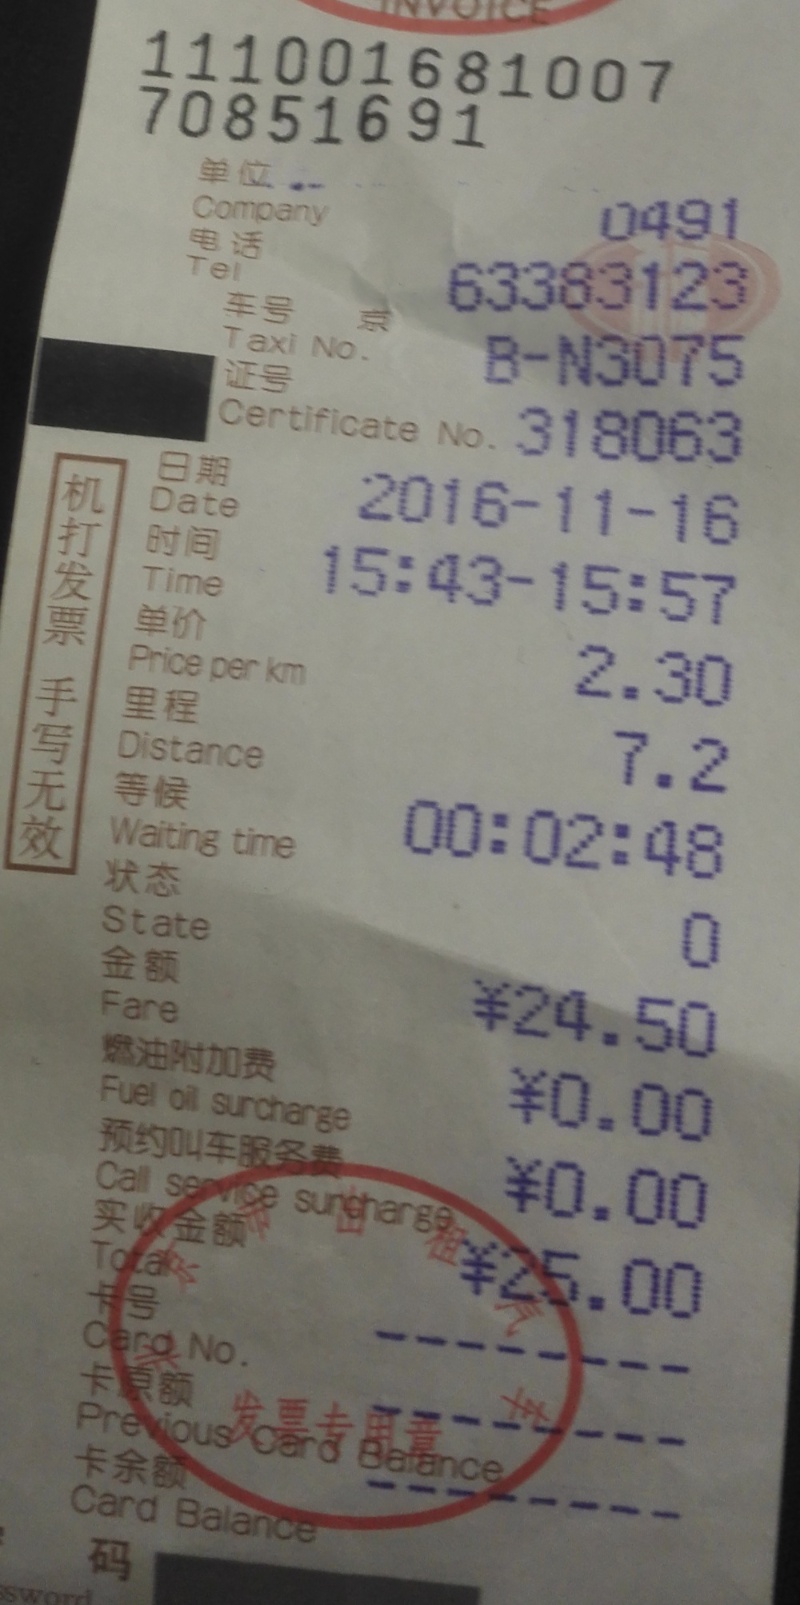 INVOICE
111001681007
70851691
单位
Company 0491
电话
Tel 63383123
车号 京
Taxi No. B-N3075
证号
Certificate No. 318063
日期
Date 2016-11-16
时间
Time 15:43-15:57
单价
Price per km 2.30
里程
Distance 7.2
等候
Waiting time 00:02:48
状态
State 0
金额
Fare ¥24.50
燃油附加费
Fuel oil surcharge ¥0.00
预约叫车服务费
Call service surcharge ¥0.00
实收金额
Total ¥25.00
卡号
Card No. --------
卡原额
Previous Card Balance --------
卡余额
Card Balance --------
码
ssword
机打发票 手写无效
北京市出租汽车
发票专用章